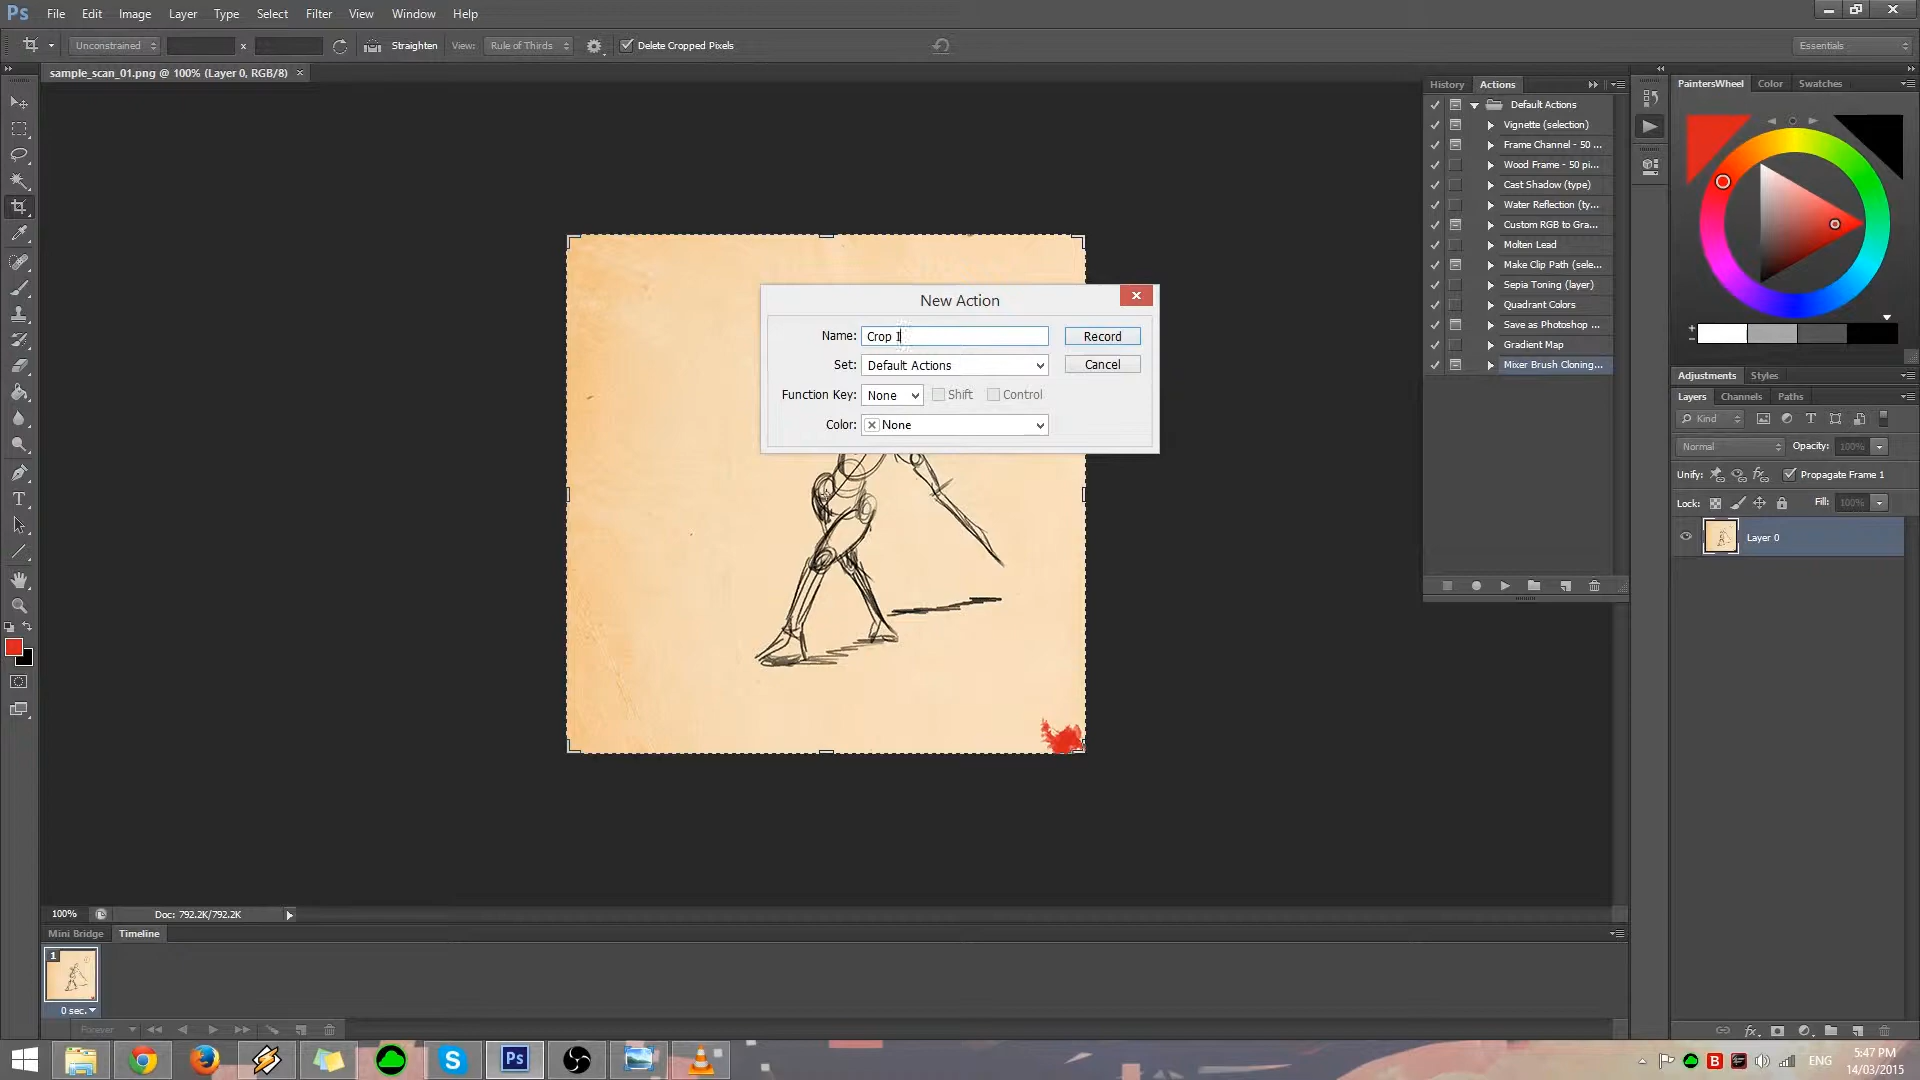 Ps File Edit Image Layer Type Select Filter View Window Help
Unconstrained x Straighten View: Rule of Thirds Delete Cropped Pixels Essentials
sample_scan_01.png @ 100% (Layer 0, RGB/8) ×
History Actions
Default Actions
Vignette (selection)
Frame Channel - 50 ...
Wood Frame - 50 pi...
Cast Shadow (type)
Water Reflection (ty...
Custom RGB to Gra...
Molten Lead
Make Clip Path (sele...
Sepia Toning (layer)
Quadrant Colors
Save as Photoshop ...
Gradient Map
Mixer Brush Cloning...
PaintersWheel Color Swatches
New Action
Name: Crop I
Record
Set: Default Actions
Cancel
Function Key: None Shift Control
Color: None
Adjustments Styles
Layers Channels Paths
Kind
Normal Opacity: 100%
Unify: Propagate Frame 1
Lock: Fill: 100%
Layer 0
100% Doc: 792.2K/792.2K
Mini Bridge Timeline
1
0 sec.
Forever
Ps
ENG
5:47 PM
14/03/2015